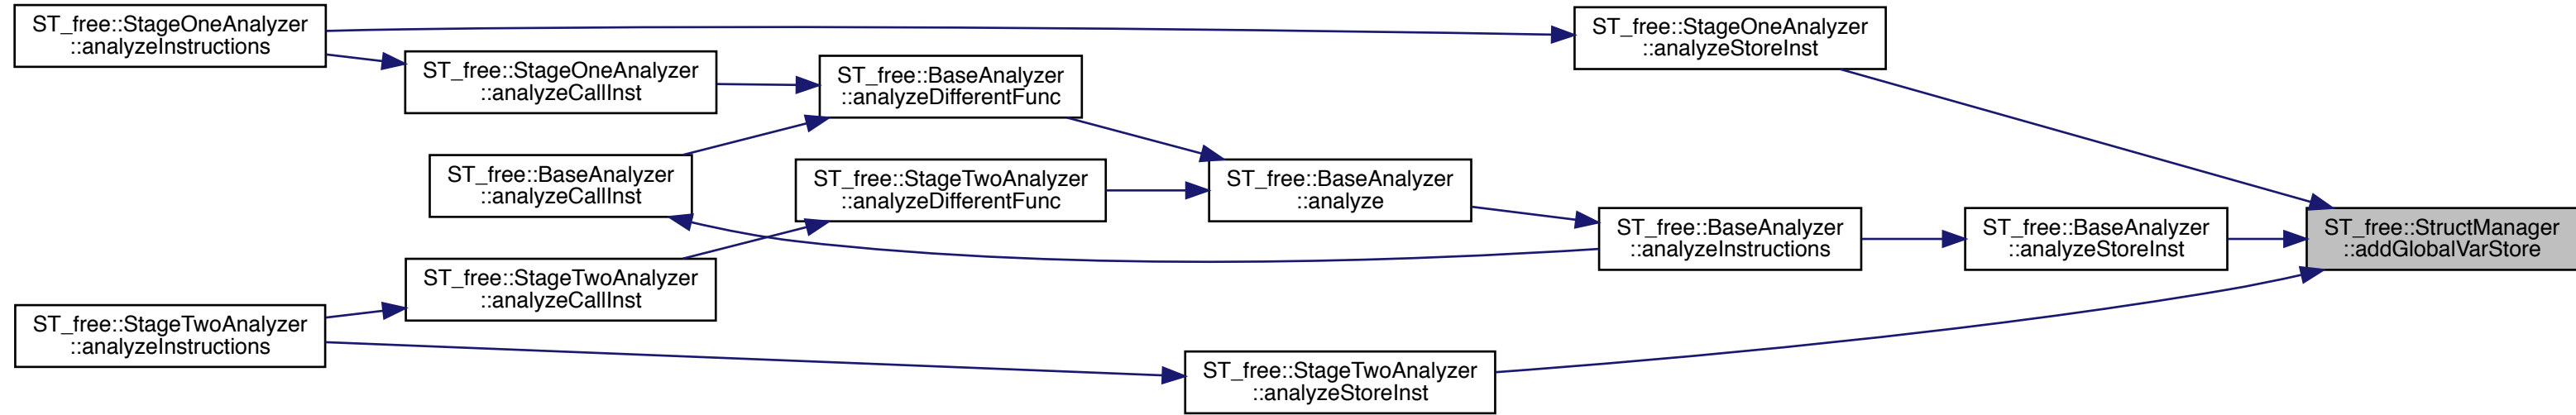 ST_free::StageOneAnalyzer
::analyzeInstructions
ST_free::StageOneAnalyzer
::analyzeCallInst
ST_free::BaseAnalyzer
::analyzeDifferentFunc
ST_free::StageOneAnalyzer
::analyzeStoreInst
ST_free::BaseAnalyzer
::analyzeCallInst
ST_free::StageTwoAnalyzer
::analyzeDifferentFunc
ST_free::BaseAnalyzer
::analyze
ST_free::BaseAnalyzer
::analyzeInstructions
ST_free::BaseAnalyzer
::analyzeStoreInst
ST_free::StructManager
::addGlobalVarStore
ST_free::StageTwoAnalyzer
::analyzeCallInst
ST_free::StageTwoAnalyzer
::analyzeInstructions
ST_free::StageTwoAnalyzer
::analyzeStoreInst